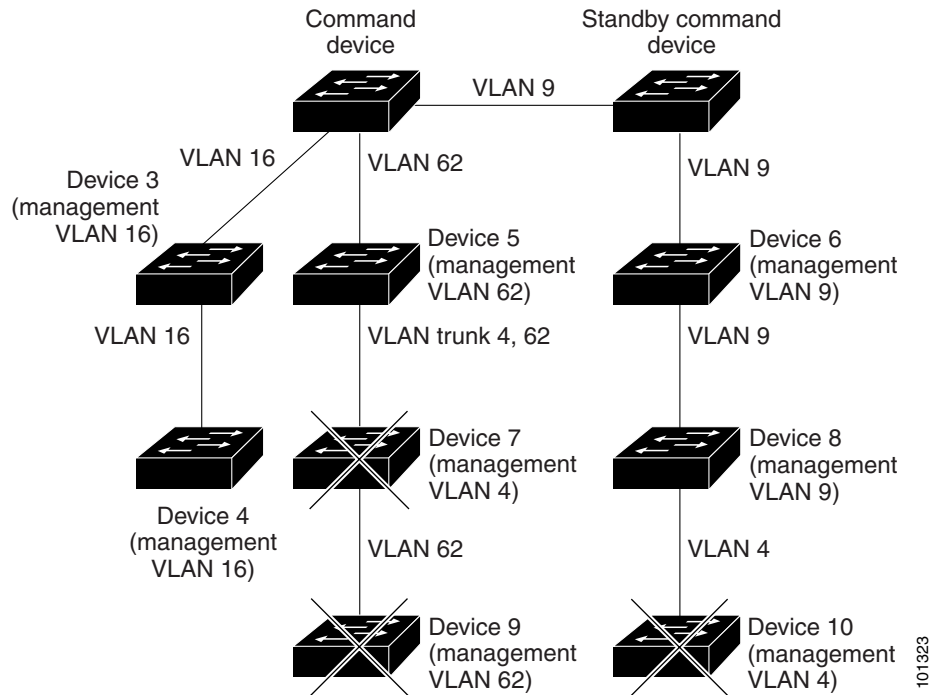 Command
device
Standby command
device
VLAN 9
VLAN 16
VLAN 62
VLAN 9
Device 3
(management
VLAN 16)
Device 5
(management
VLAN 62)
Device 6
(management
VLAN 9)
VLAN 16
VLAN trunk 4, 62
VLAN 9
Device 7
(management
VLAN 4)
Device 8
(management
VLAN 9)
Device 4
(management
VLAN 16)
VLAN 62
VLAN 4
Device 9
(management
VLAN 62)
Device 10
(management
VLAN 4)
101323